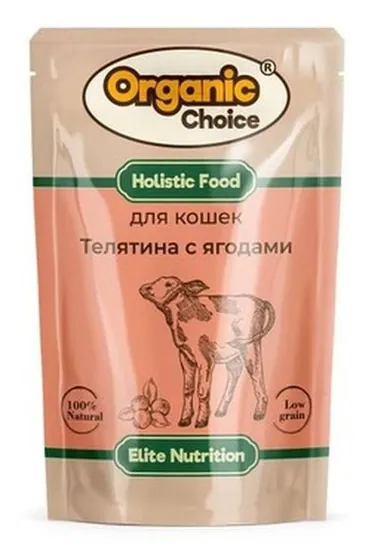 Organic®
Choice
Holistic Food
для кошек
Телятина с ягодами
100%
Natural
Low
grain
Elite Nutrition